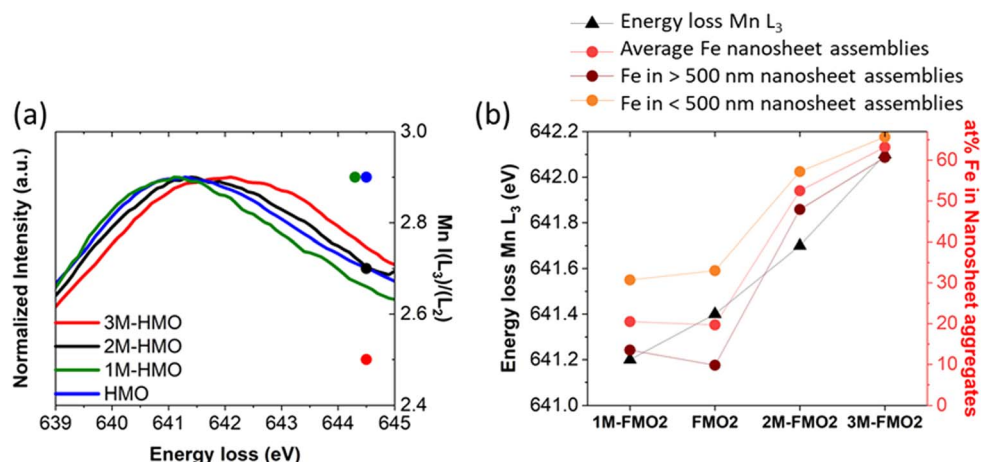 Energy loss Mn L3
Average Fe nanosheet assemblies
Fe in > 500 nm nanosheet assemblies
Fe in < 500 nm nanosheet assemblies
(a)
Normalized Intensity (a.u.)
3M-HMO
2M-HMO
1M-HMO
HMO
639 640 641 642 643 644 645
Energy loss (eV)
3.0
2.8
2.6
2.4
Mn I(L3)/(L2)
(b)
Energy loss Mn L3 (eV)
642.2
642.0
641.8
641.6
641.4
641.2
641.0
1M-FMO2 FMO2 2M-FMO2 3M-FMO2
60
50
40
30
20
10
0
at% Fe in Nanosheet aggregates